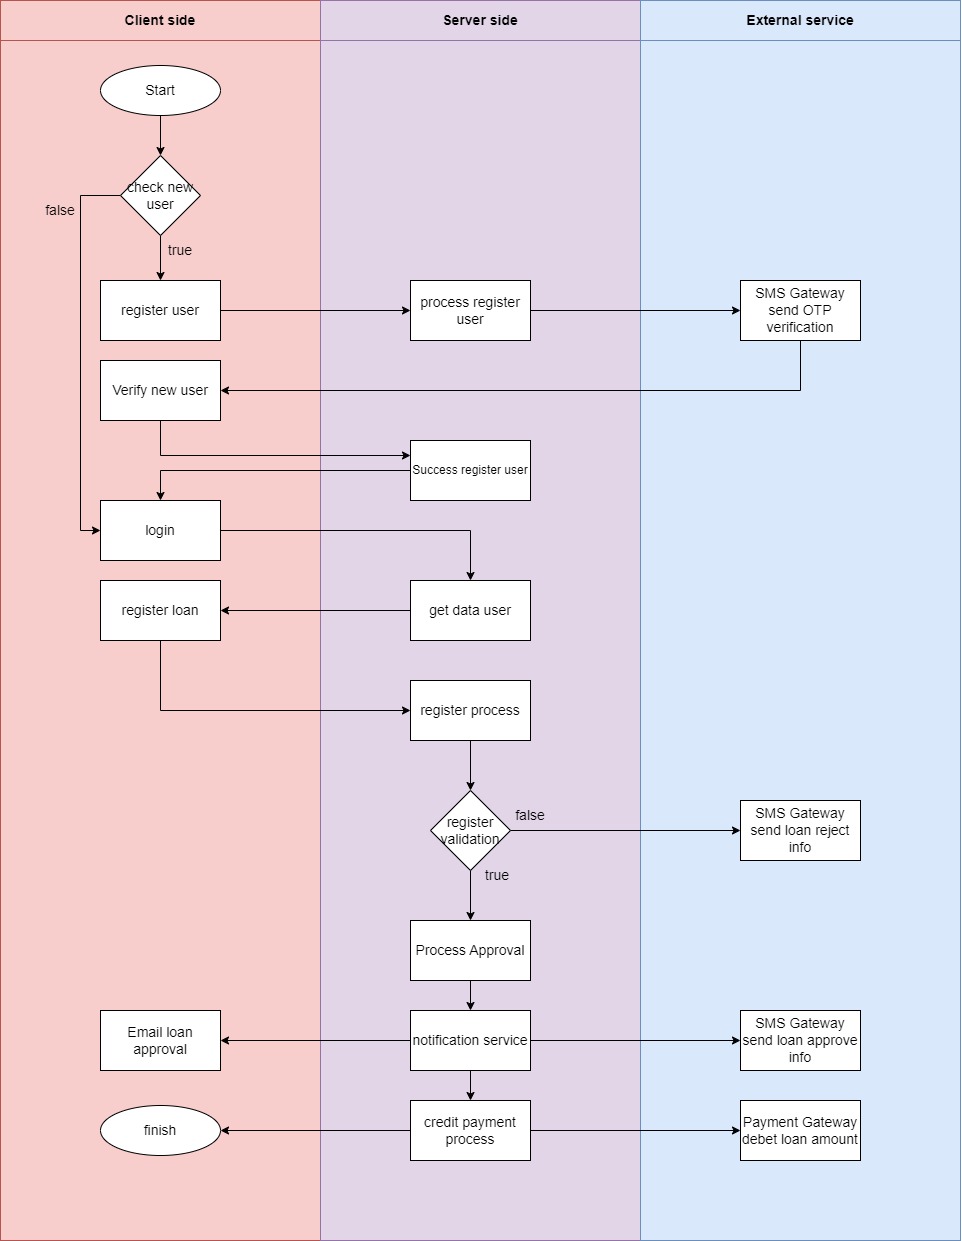 Client side
Server side
External service
Start
check new
user
false
true
register user
process register
user
SMS Gateway
send OTP
verification
Verify new user
Success register user
login
register loan
get data user
register process
register
validation
false
SMS Gateway
send loan reject
info
true
Process Approval
Email loan
approval
notification service
SMS Gateway
send loan approve
info
finish
credit payment
process
Payment Gateway
debet loan amount